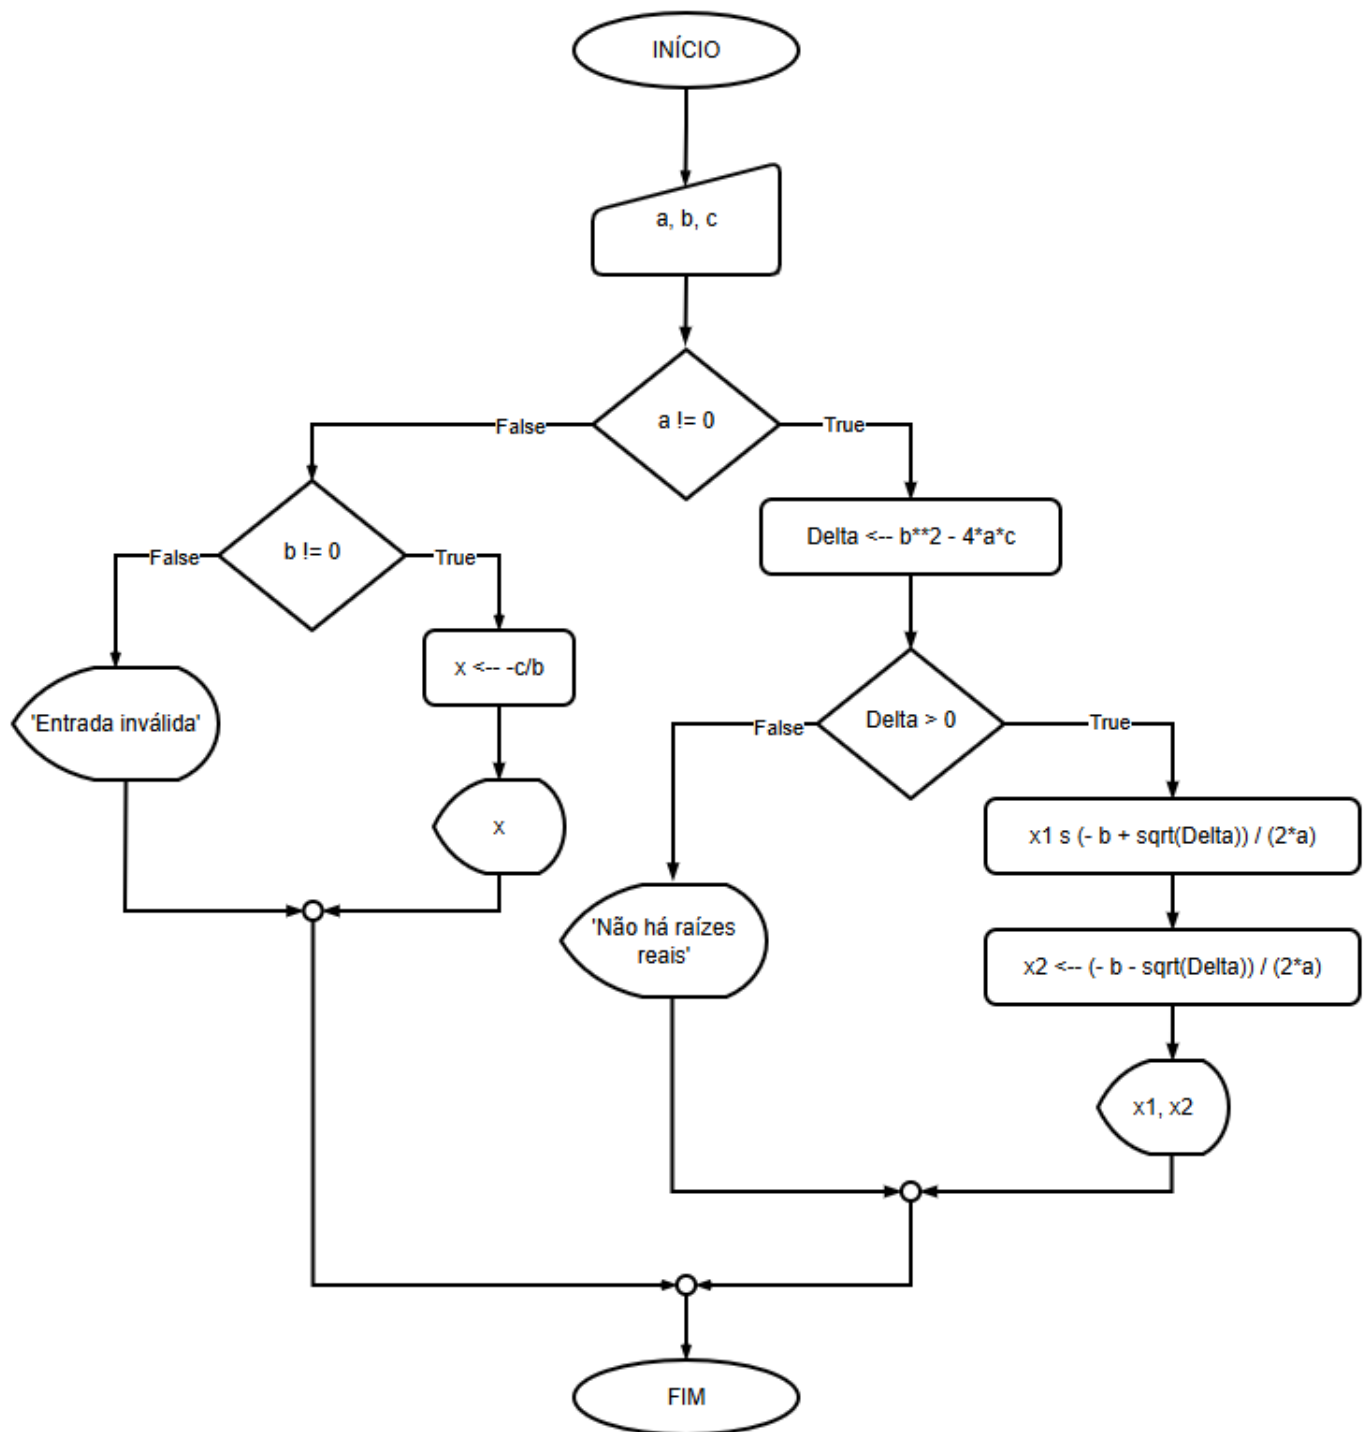 INÍCIO
a, b, c
a != 0
False
True
b != 0
False
True
'Entrada inválida'
x <-- -c/b
x
Delta <-- b**2 - 4*a*c
Delta > 0
False
True
'Não há raízes
reais'
x1 s (- b + sqrt(Delta)) / (2*a)
x2 <-- (- b - sqrt(Delta)) / (2*a)
x1, x2
FIM